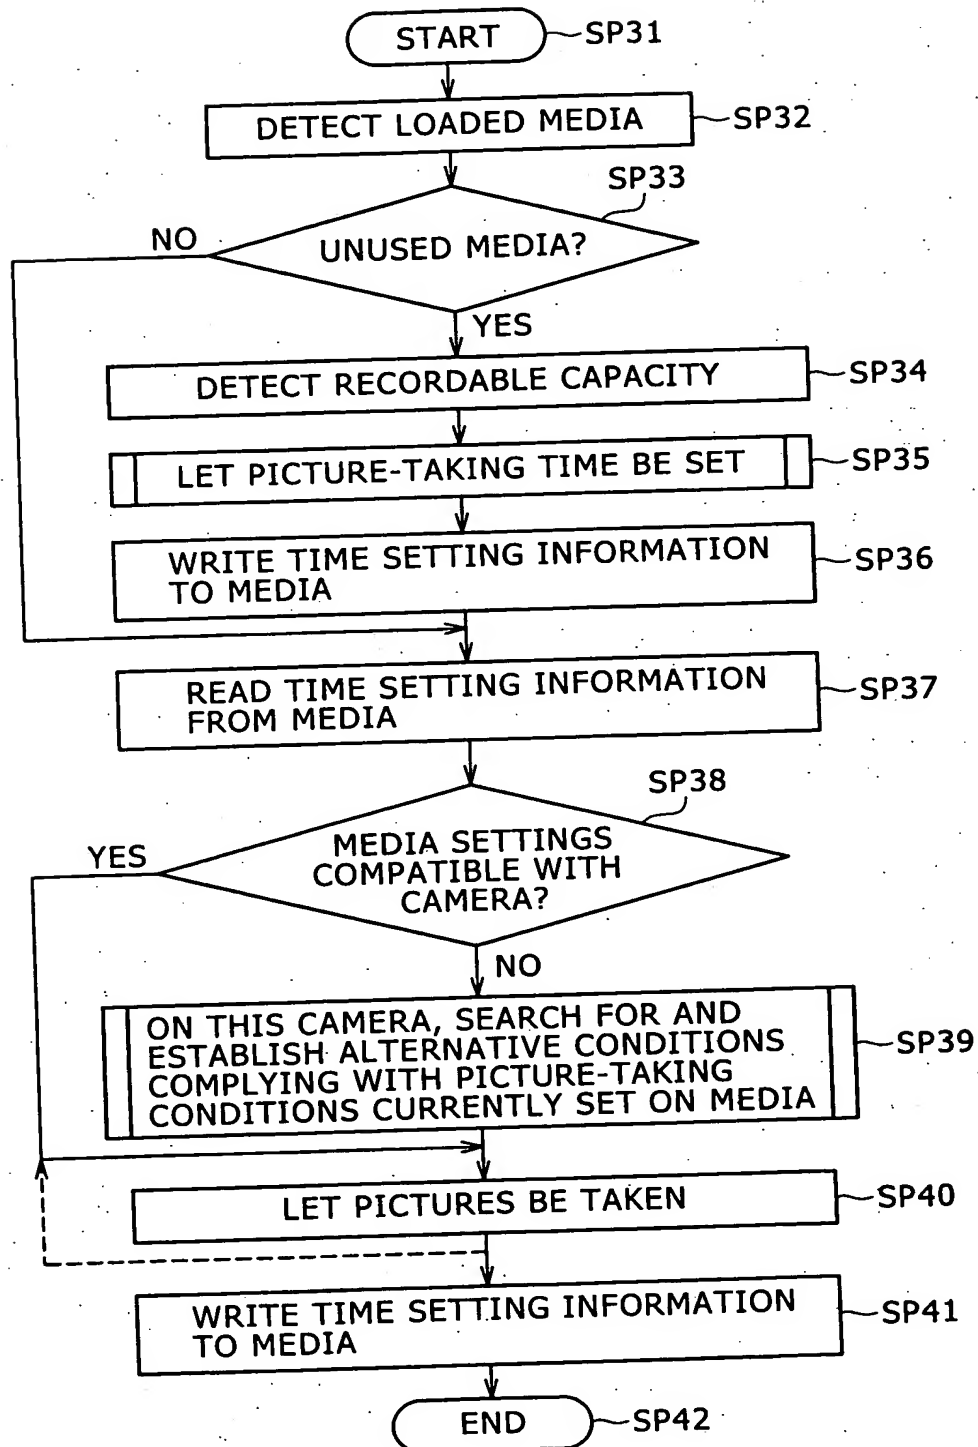 START
SP31
DETECT LOADED MEDIA
SP32
SP33
NO
UNUSED MEDIA?
YES
DETECT RECORDABLE CAPACITY
SP34
LET PICTURE-TAKING TIME BE SET
SP35
WRITE TIME SETTING INFORMATION
TO MEDIA
SP36
READ TIME SETTING INFORMATION
FROM MEDIA
SP37
SP38
YES
MEDIA SETTINGS
COMPATIBLE WITH
CAMERA?
NO
ON THIS CAMERA, SEARCH FOR AND
ESTABLISH ALTERNATIVE CONDITIONS
COMPLYING WITH PICTURE-TAKING
CONDITIONS CURRENTLY SET ON MEDIA
SP39
LET PICTURES BE TAKEN
SP40
WRITE TIME SETTING INFORMATION
TO MEDIA
SP41
END
SP42